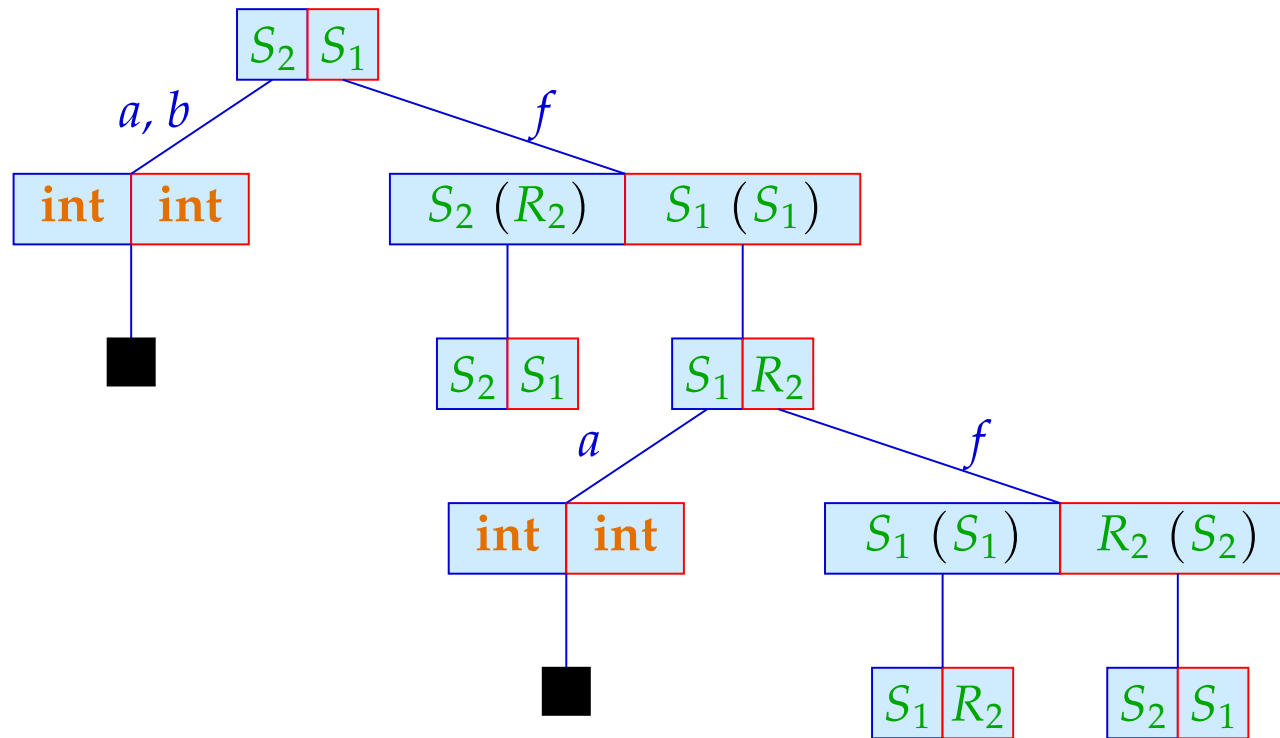 S₂ S₁
a, b f
int int S₂ (R₂) S₁ (S₁)
S₂ S₁ S₁ R₂
a f
int int S₁ (S₁) R₂ (S₂)
S₁ R₂ S₂ S₁